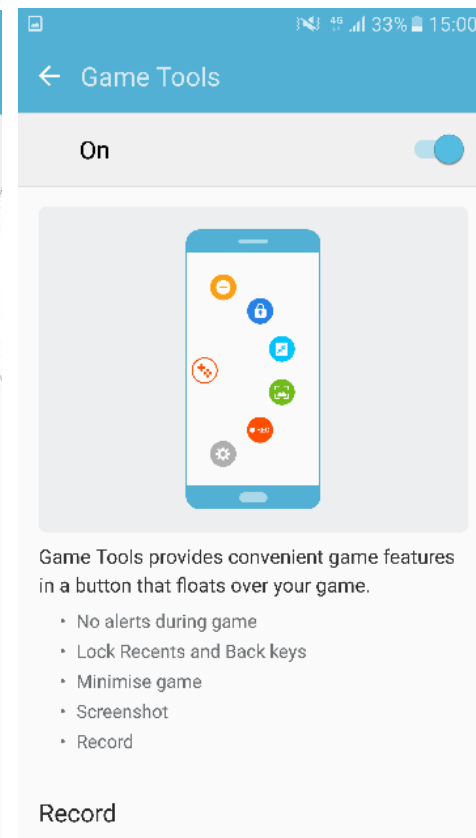 4G 33% 15:00
Game Tools
On
Game Tools provides convenient game features
in a button that floats over your game.
• No alerts during game
• Lock Recents and Back keys
• Minimise game
• Screenshot
• Record
Record